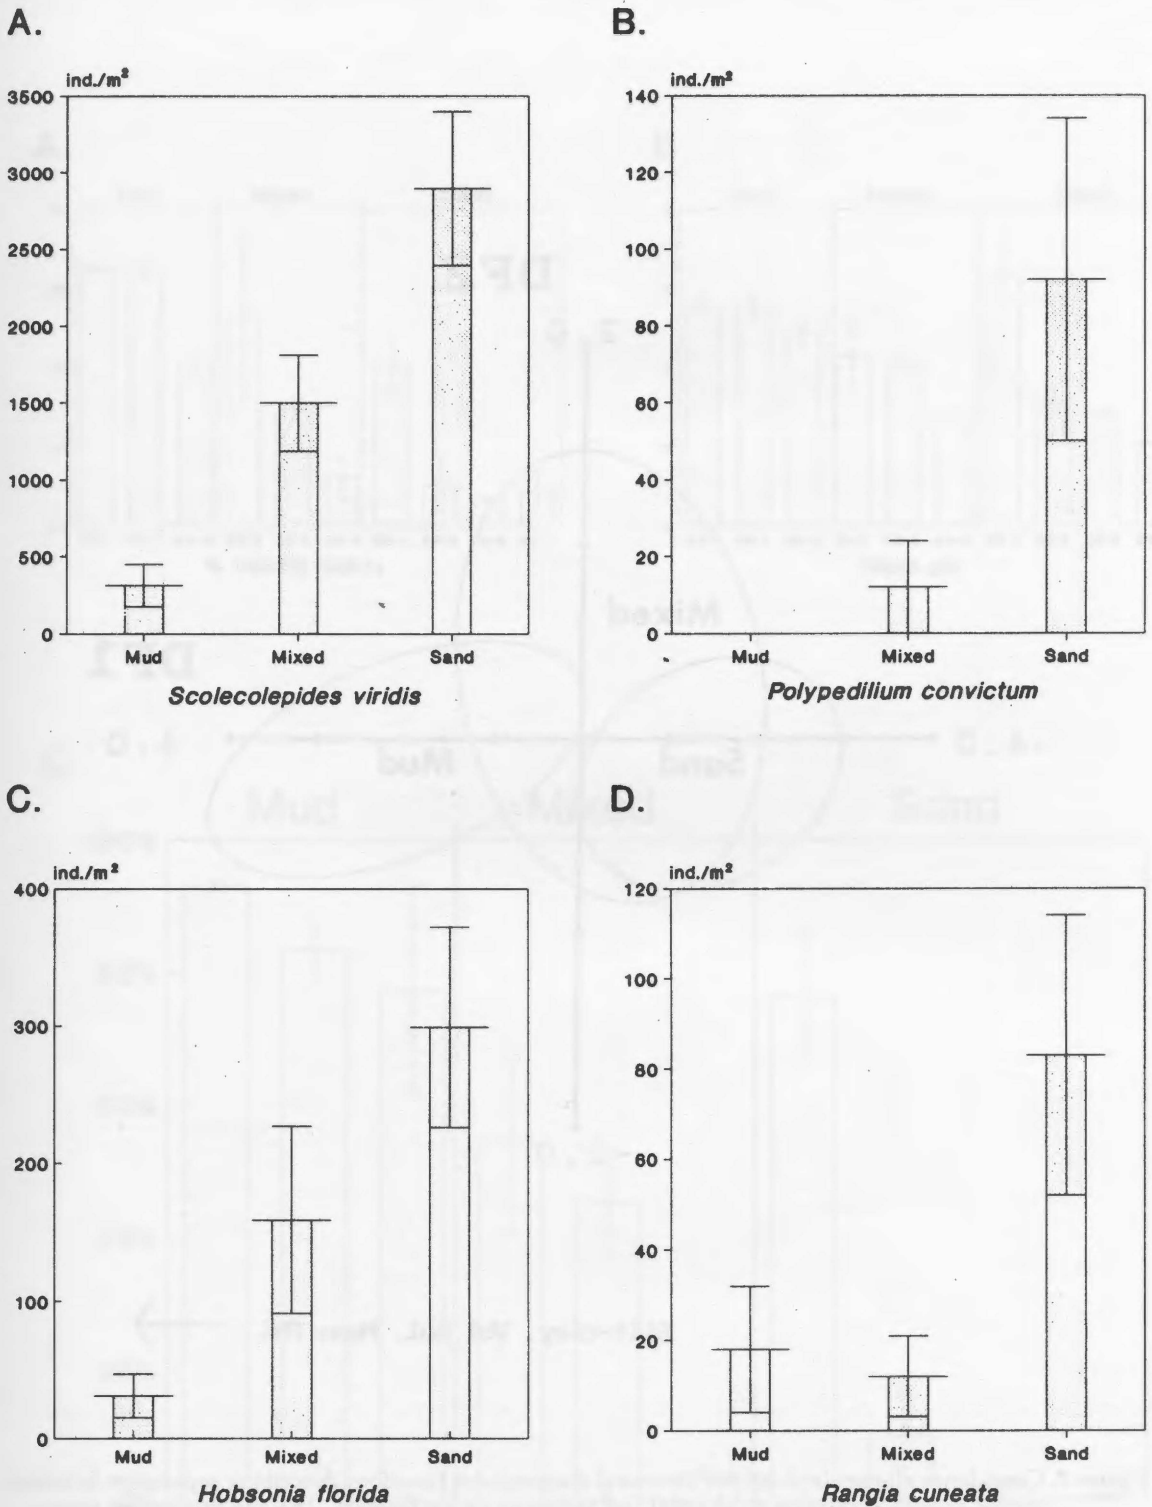 A.
ind./m²
3500
3000
2500
2000
1500
1000
500
0
Mud Mixed Sand
Scolecolepides viridis
B.
ind./m²
140
120
100
80
60
40
20
0
Mud Mixed Sand
Polypedilium convictum
C.
ind./m²
400
300
200
100
0
Mud Mixed Sand
Hobsonia florida
D.
ind./m²
120
100
80
60
40
20
0
Mud Mixed Sand
Rangia cuneata